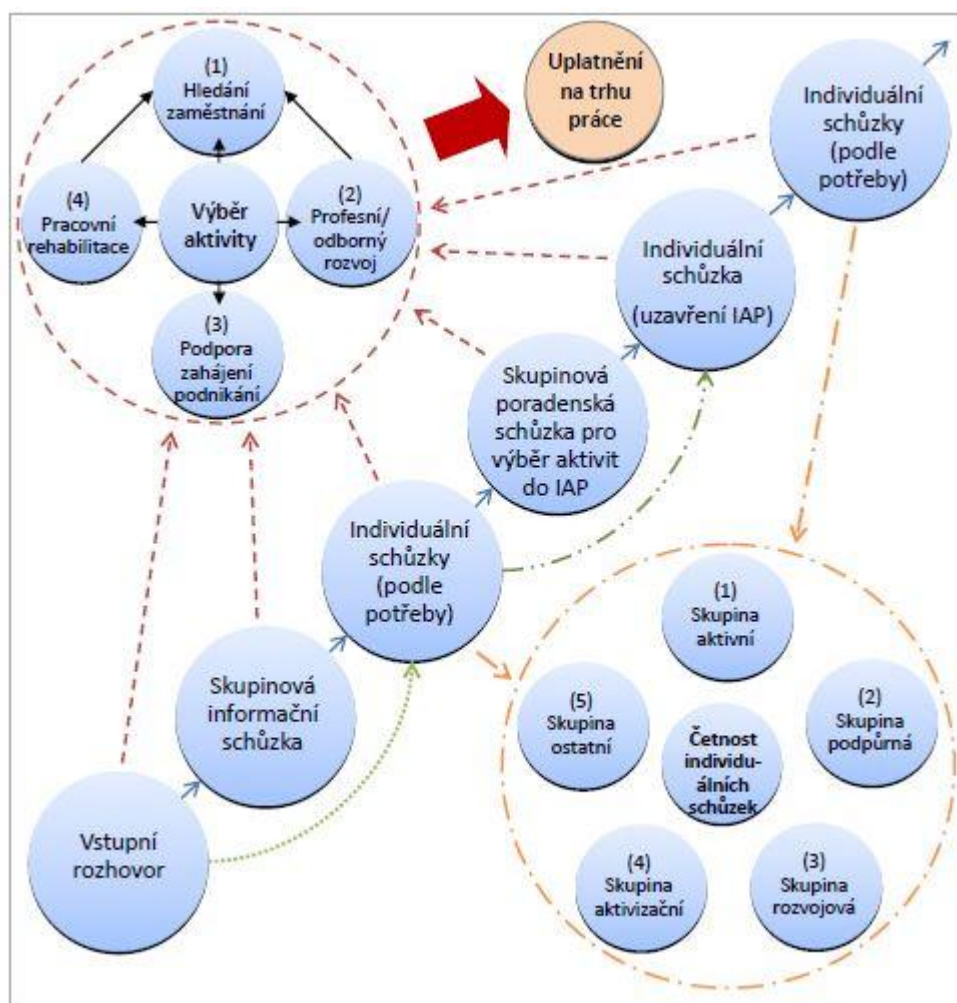 (1)
Hledání
zaměstnání
(4)
Pracovní
rehabilitace
Výběr
aktivity
(2)
Profesní/
odborný
rozvoj
(3)
Podpora
zahájení
podnikání
Uplatnění
na trhu
práce
Individuální
schůzky
(podle
potřeby)
Individuální
schůzka
(uzavření IAP)
Skupinová
poradenská
schůzka pro
výběr aktivit
do IAP
Individuální
schůzky
(podle
potřeby)
Skupinová
informační
schůzka
Vstupní
rozhovor
(1)
Skupina
aktivní
(5)
Skupina
ostatní
(2)
Skupina
podpůrná
Četnost
individu-
álních
schůzek
(4)
Skupina
aktivizační
(3)
Skupina
rozvojová